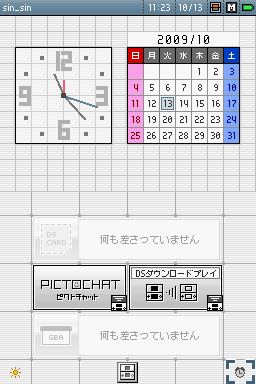 sin_sin 11:23 10/13 M
2009/10
12
9 3
6
日 月 火 水 木 金 土
1 2 3
4 5 6 7 8 9 10
11 12 13 14 15 16 17
18 19 20 21 22 23 24
25 26 27 28 29 30 31
DS CARD
何も差さっていません
PICTOCHAT
ピクトチャット
DSダウンロードプレイ
GBA
何も差さっていません